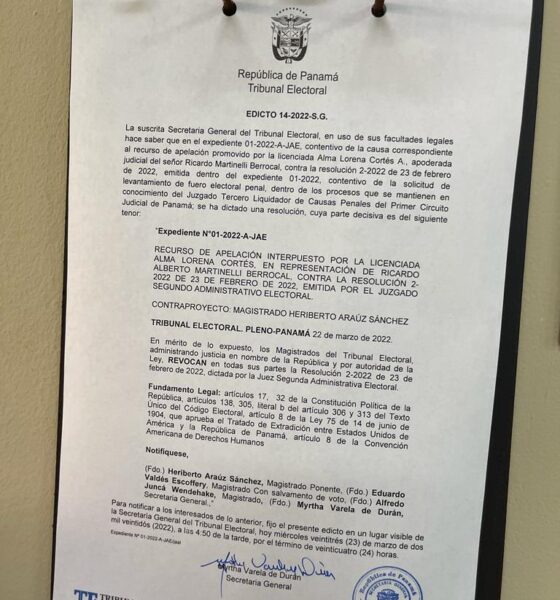 República de Panamá
Tribunal Electoral
EDICTO 14-2022-S.G.
La suscrita Secretaria General del Tribunal Electoral, en uso de sus facultades legales
hace saber que en el expediente 01-2022-A-JAE, contentivo de la causa correspondiente
al recurso de apelación promovido por la licenciada Alma Lorena Cortés A., apoderada
judicial del señor Ricardo Martinelli Berrocal, contra la resolución 2-2022 de 23 de febrero
de 2022, emitida dentro del expediente 01-2022, contentivo de la solicitud de
levantamiento de fuero electoral penal, dentro de los procesos que se mantienen en
conocimiento del Juzgado Tercero Liquidador de Causas Penales del Primer Circuito
Judicial de Panamá; se ha dictado una resolución, cuya parte decisiva es del siguiente
tenor:
"Expediente N°01-2022-A-JAE
RECURSO DE APELACIÓN INTERPUESTO POR LA LICENCIADA
ALMA LORENA CORTÉS, EN REPRESENTACIÓN DE RICARDO
ALBERTO MARTINELLI BERROCAL, CONTRA LA RESOLUCIÓN 2-
2022 DE 23 DE FEBRERO DE 2022, EMITIDA POR EL JUZGADO
SEGUNDO ADMINISTRATIVO ELECTORAL.
CONTRAPROYECTO: MAGISTRADO HERIBERTO ARAÚZ SÁNCHEZ
TRIBUNAL ELECTORAL. PLENO-PANAMÁ 22 de marzo de 2022.
En mérito de lo expuesto, los Magistrados del Tribunal Electoral,
administrando justicia en nombre de la República y por autoridad de la
Ley, REVOCAN en todas sus partes la Resolución 2-2022 de 23 de
febrero de 2022, dictada por la Juez Segunda Administrativa Electoral.
Fundamento Legal: artículos 17, 32 de la Constitución Política de la
República, artículos 138, 305, literal b del artículo 306 y 313 del Texto
Único del Código Electoral, artículo 8 de la Ley 75 de 14 de junio de
1904, que aprueba el Tratado de Extradición entre Estados Unidos de
América y la República de Panamá, artículo 8 de la Convención
Americana de Derechos Humanos
Notifíquese,
(Fdo.) Heriberto Araúz Sánchez, Magistrado Ponente, (Fdo.) Eduardo
Valdés Escoffery, Magistrado Con salvamento de voto, (Fdo.) Alfredo
Juncá Wendehake, Magistrado, (Fdo.) Myrtha Varela de Durán,
Secretaria General,."
Para notificar a los interesados de lo anterior, fijo el presente edicto en un lugar visible de
la Secretaría General del Tribunal Electoral, hoy miércoles veintitrés (23) de marzo de dos
mil veintidós (2022), a las 4:50 de la tarde, por el término de veinticuatro (24) horas.
Expediente N° 01-2022-A-JAE/
Myrtha Varela de Durán
Secretaria General
República de Panamá
TE TRIBU